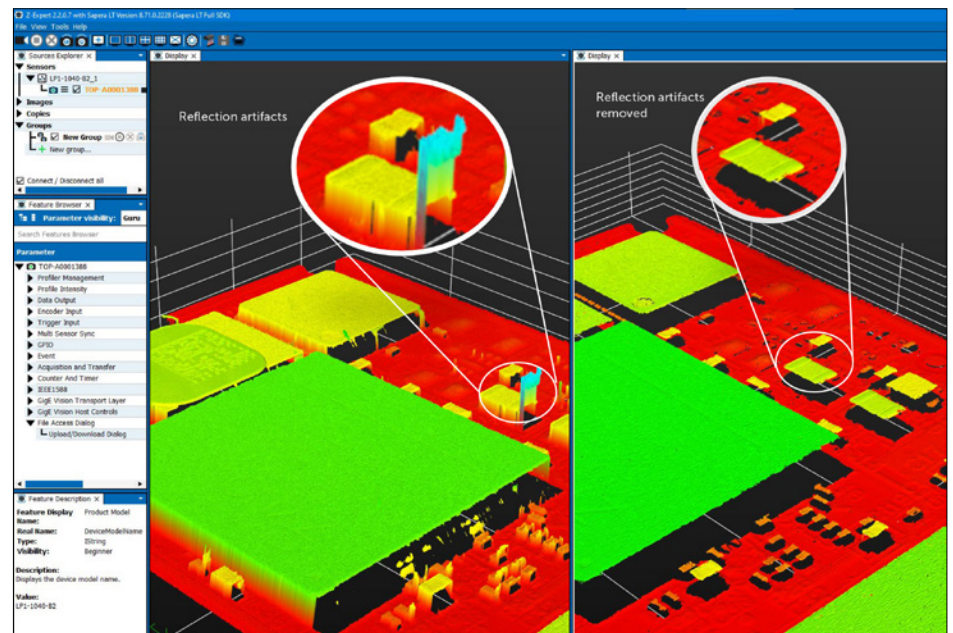 Z-Expert 2.2.0.7 with Sapera LT Version 8.71.0.2228 (Sapera LT Full SDK)
File View Tools Help
Sources Explorer
Display
Display
Sensors
LP1-1040-82_1
TOP-A0001388
Images
Copies
Groups
New Group
New group...
Connect / Disconnect all
Feature Browser
Parameter visibility: Guru
Search Features Browser
Parameter
TOP-A0001388
Profiler Management
Profile Intensity
Data Output
Encoder Input
Trigger Input
Multi Sensor Sync
GPIO
Event
Acquisition and Transfer
Counter And Timer
IEEE1588
GigE Vision Transport Layer
GigE Vision Host Controls
File Access Dialog
Upload/Download Dialog
Feature Description
Feature Display Name: Product Model
Real Name: DeviceModelName
Type: IString
Visibility: Beginner
Description:
Displays the device model name.
Value:
LP1-1040-82
Reflection artifacts
Reflection artifacts
removed